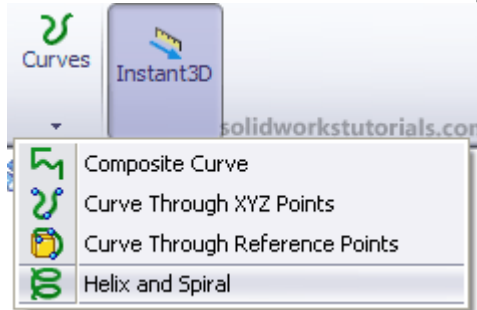 Curves
Instant3D
solidworkstutorials.com
Composite Curve
Curve Through XYZ Points
Curve Through Reference Points
Helix and Spiral